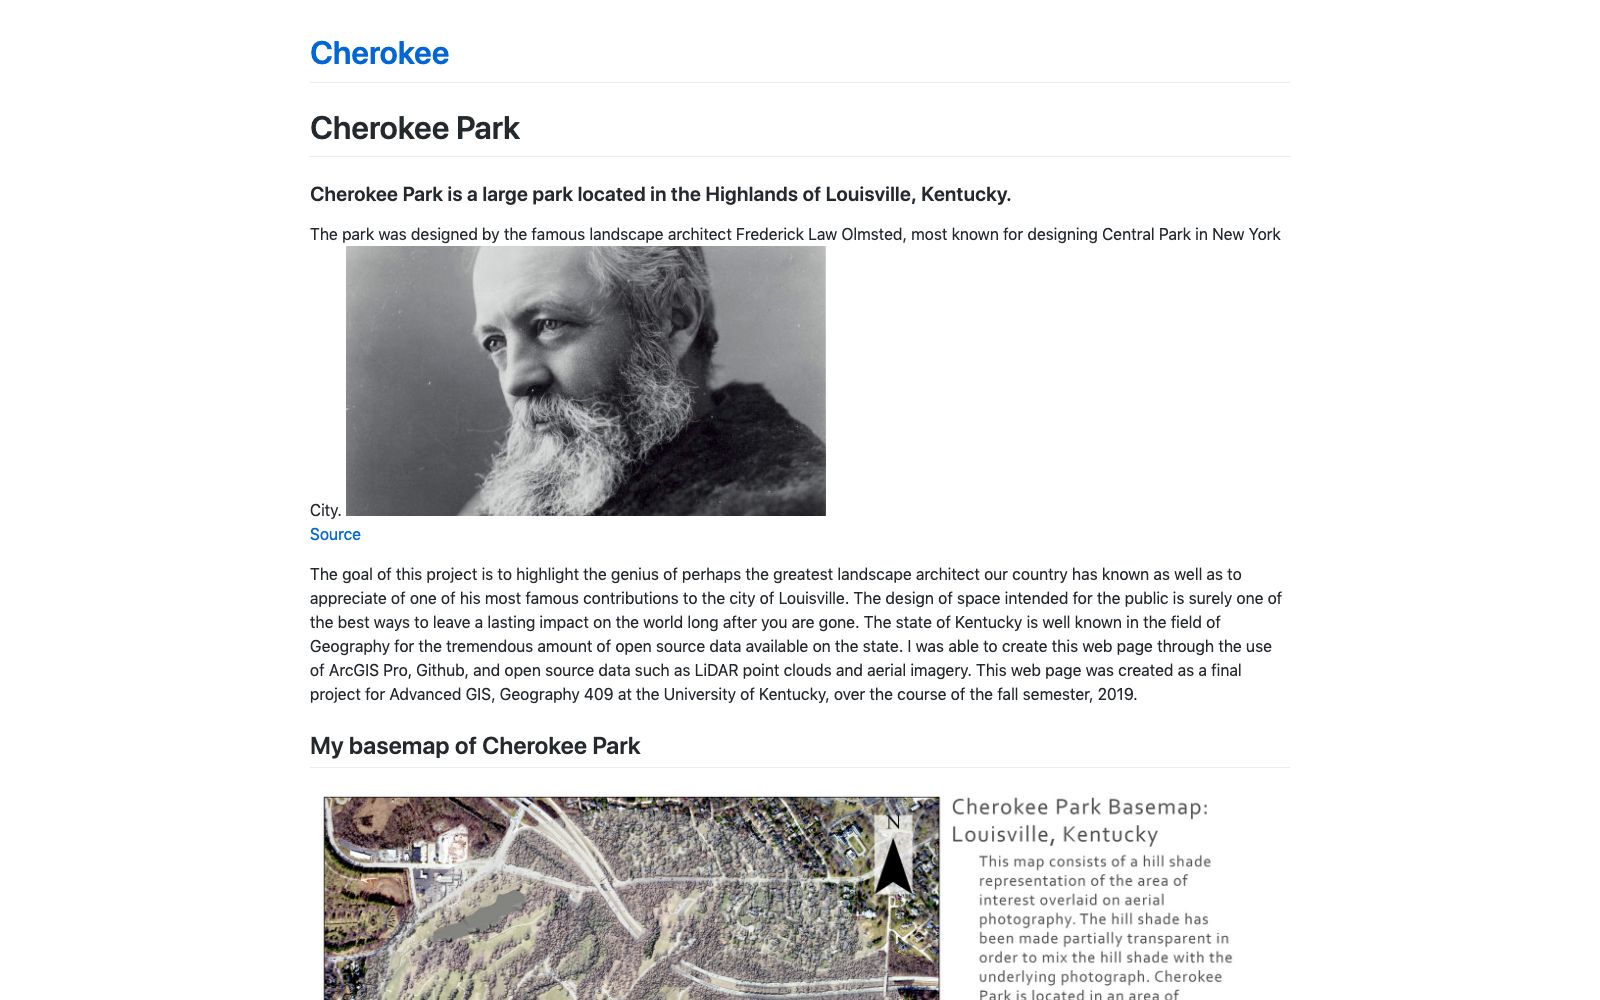 Cherokee
Cherokee Park
Cherokee Park is a large park located in the Highlands of Louisville, Kentucky.
The park was designed by the famous landscape architect Frederick Law Olmsted, most known for designing Central Park in New York
City.
Source
The goal of this project is to highlight the genius of perhaps the greatest landscape architect our country has known as well as to
appreciate of one of his most famous contributions to the city of Louisville. The design of space intended for the public is surely one of
the best ways to leave a lasting impact on the world long after you are gone. The state of Kentucky is well known in the field of
Geography for the tremendous amount of open source data available on the state. I was able to create this web page through the use
of ArcGIS Pro, Github, and open source data such as LiDAR point clouds and aerial imagery. This web page was created as a final
project for Advanced GIS, Geography 409 at the University of Kentucky, over the course of the fall semester, 2019.
My basemap of Cherokee Park
N
Cherokee Park Basemap:
Louisville, Kentucky
This map consists of a hill shade
representation of the area of
interest overlaid on aerial
photography. The hill shade has
been made partially transparent in
order to mix the hill shade with the
underlying photograph. Cherokee
Park is located in an area of